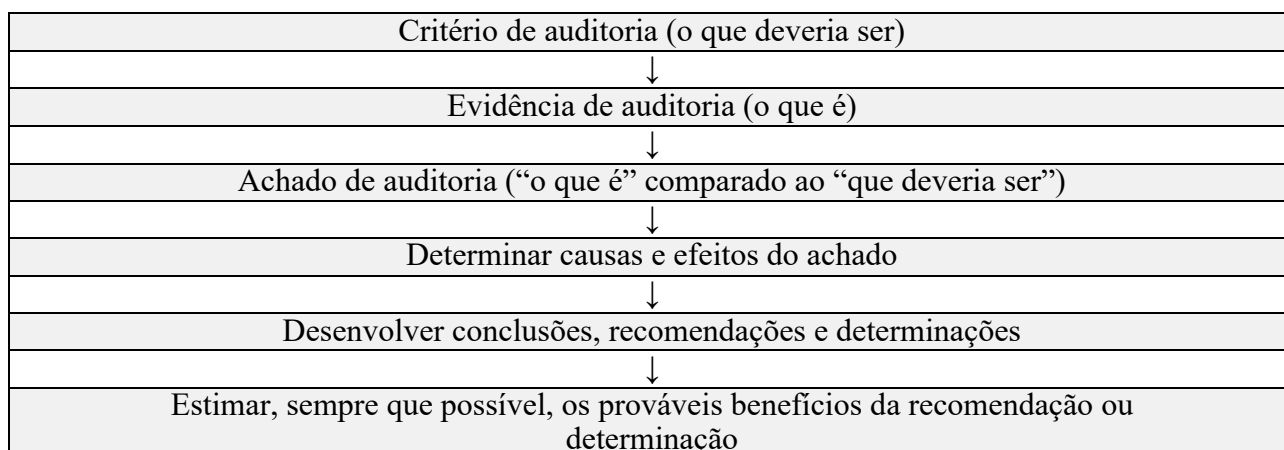 Critério de auditoria (o que deveria ser)
↓
Evidência de auditoria (o que é)
↓
Achado de auditoria (“o que é” comparado ao “que deveria ser”)
↓
Determinar causas e efeitos do achado
↓
Desenvolver conclusões, recomendações e determinações
↓
Estimar, sempre que possível, os prováveis benefícios da recomendação ou
determinação